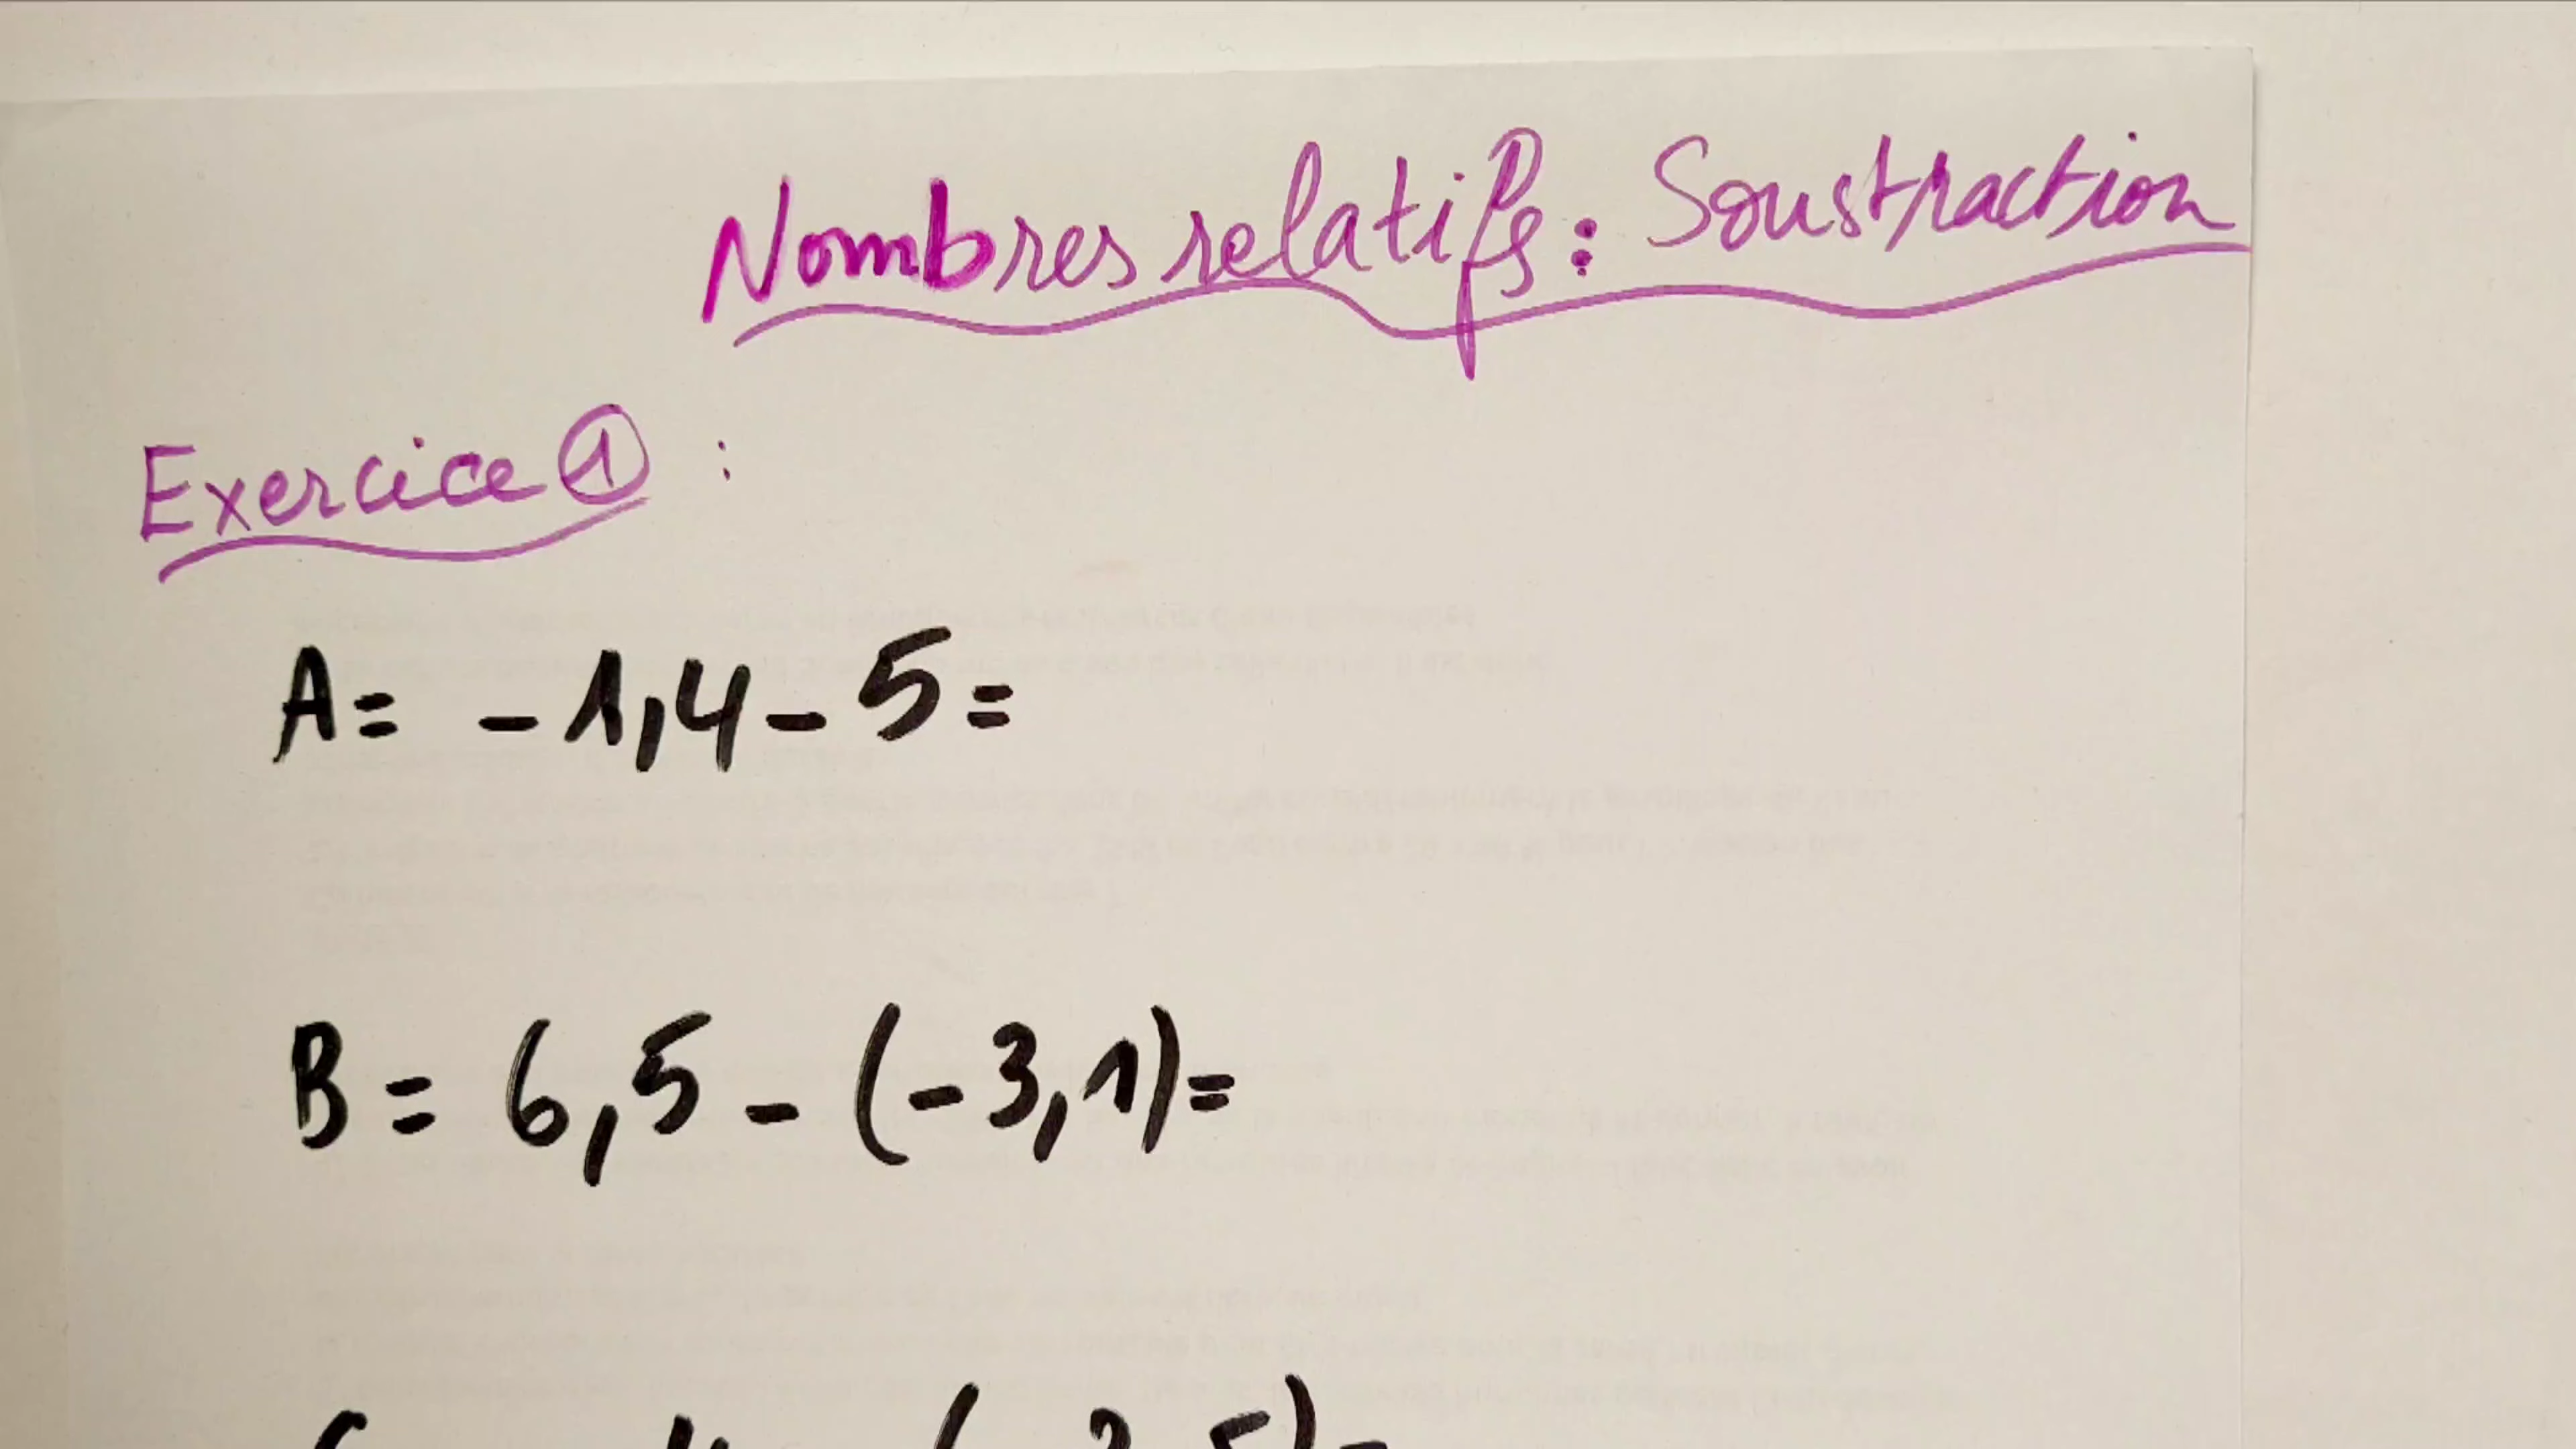 Nombres relatifs : Soustraction
Exercice 1 :
A = - 1,4 - 5 =
B = 6,5 - (- 3,1) =